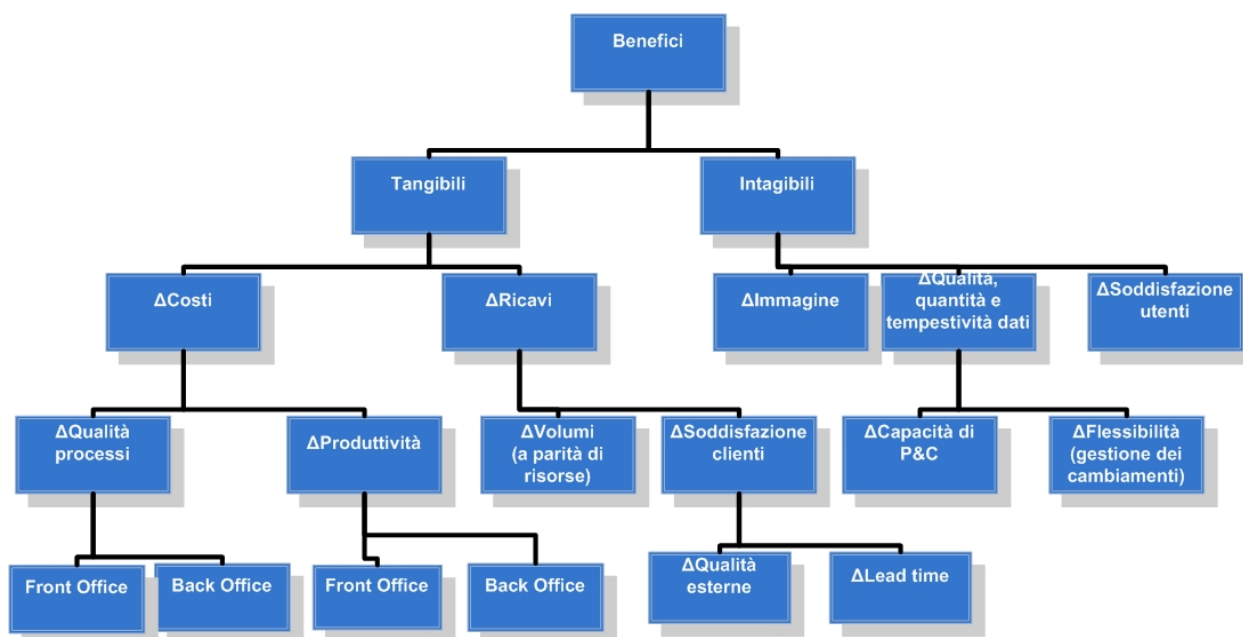 Benefici
Tangibili
Intagibili
ΔCosti
ΔRicavi
ΔImmagine
ΔQualità,
quantità e
tempestività dati
ΔSoddisfazione
utenti
ΔQualità
processi
ΔProduttività
ΔVolumi
(a parità di
risorse)
ΔSoddisfazione
clienti
ΔCapacità di
P&C
ΔFlessibilità
(gestione dei
cambiamenti)
Front Office
Back Office
Front Office
Back Office
ΔQualità
esterne
ΔLead time